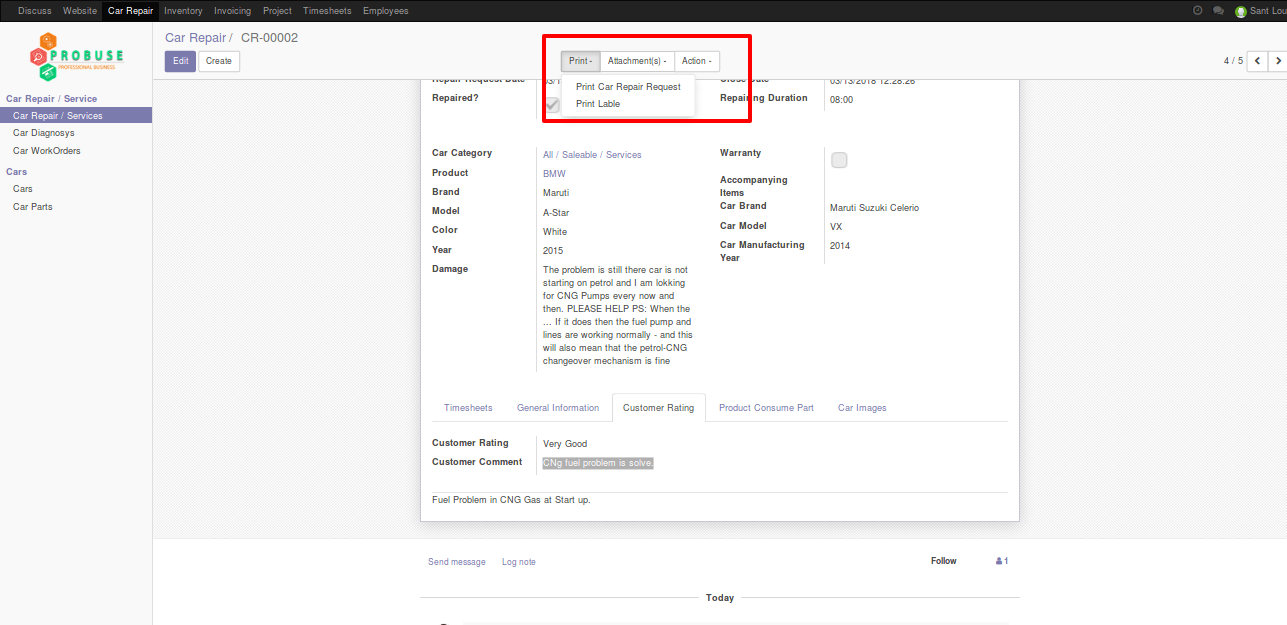 Discuss Website Car Repair Inventory Invoicing Project Timesheets Employees Sant Lou
PROBUSE
PROFESSIONAL BUSINESS
Car Repair / CR-00002
Edit Create Print Attachment(s) Action 4 / 5
Print Car Repair Request
Print Lable
Car Repair / Service
Car Repair / Services
Car Diagnosys
Car WorkOrders
Cars
Cars
Car Parts
Repair Request Date 03/1 Close Date 03/13/2018 12:28:26
Repaired? Repairing Duration 08:00
Car Category All / Saleable / Services
Product BMW
Brand Maruti
Model A-Star
Color White
Year 2015
Damage The problem is still there car is not
starting on petrol and I am lokking
for CNG Pumps every now and
then. PLEASE HELP PS: When the
... If it does then the fuel pump and
lines are working normally - and this
will also mean that the petrol-CNG
changeover mechanism is fine
Warranty
Accompanying
Items
Car Brand Maruti Suzuki Celerio
Car Model VX
Car Manufacturing 2014
Year
Timesheets General Information Customer Rating Product Consume Part Car Images
Customer Rating Very Good
Customer Comment CNg fuel problem is solve.
Fuel Problem in CNG Gas at Start up.
Send message Log note Follow 1
Today